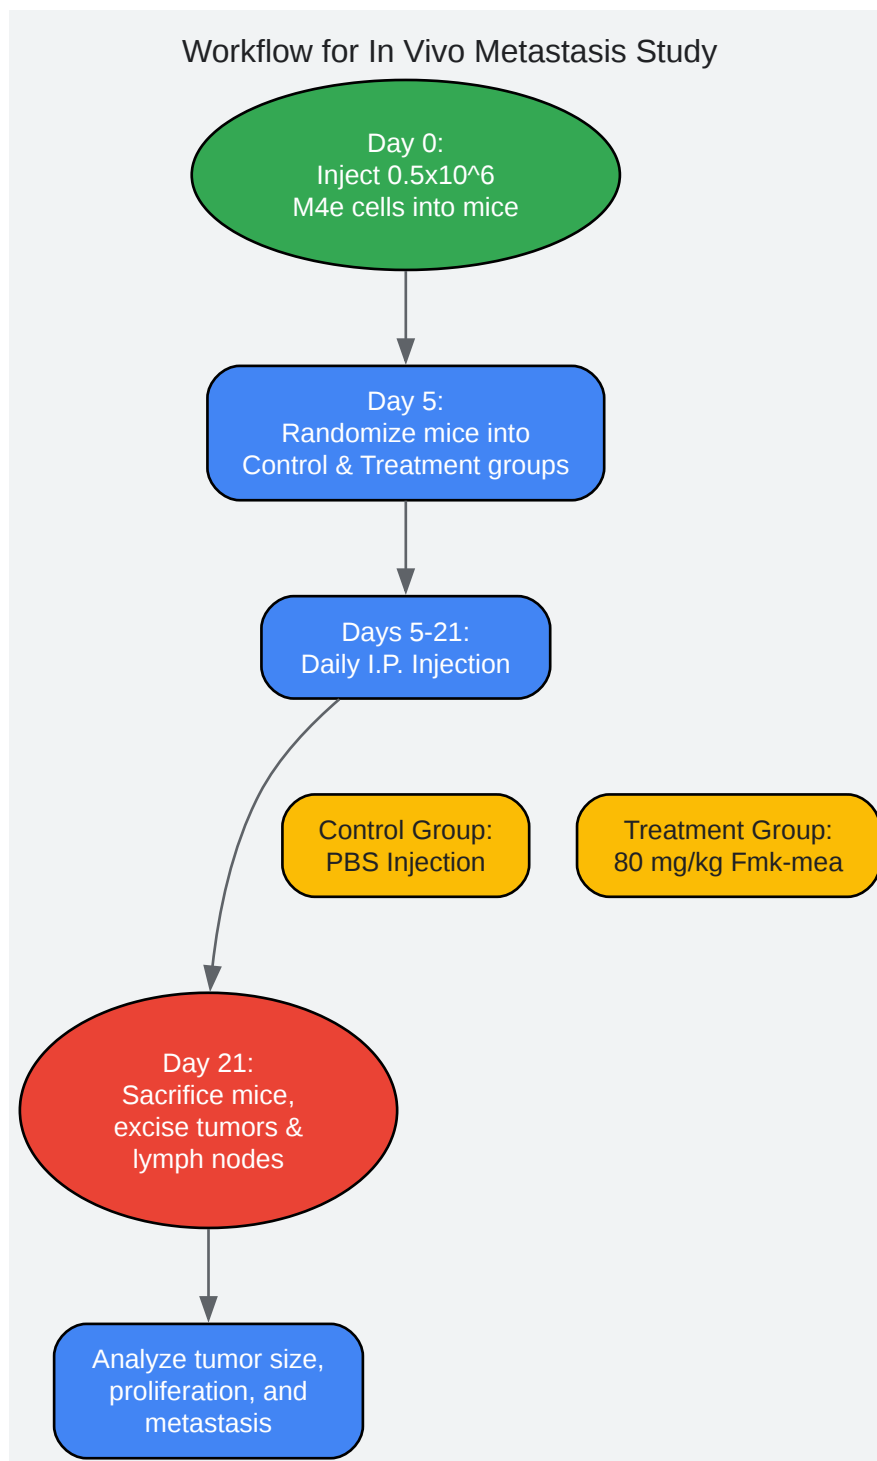 Workflow for In Vivo Metastasis Study
Day 0:
Inject 0.5x10^6
M4e cells into mice
Day 5:
Randomize mice into
Control & Treatment groups
Days 5-21:
Daily I.P. Injection
Control Group:
PBS Injection
Treatment Group:
80 mg/kg Fmk-mea
Day 21:
Sacrifice mice,
excise tumors &
lymph nodes
Analyze tumor size,
proliferation, and
metastasis